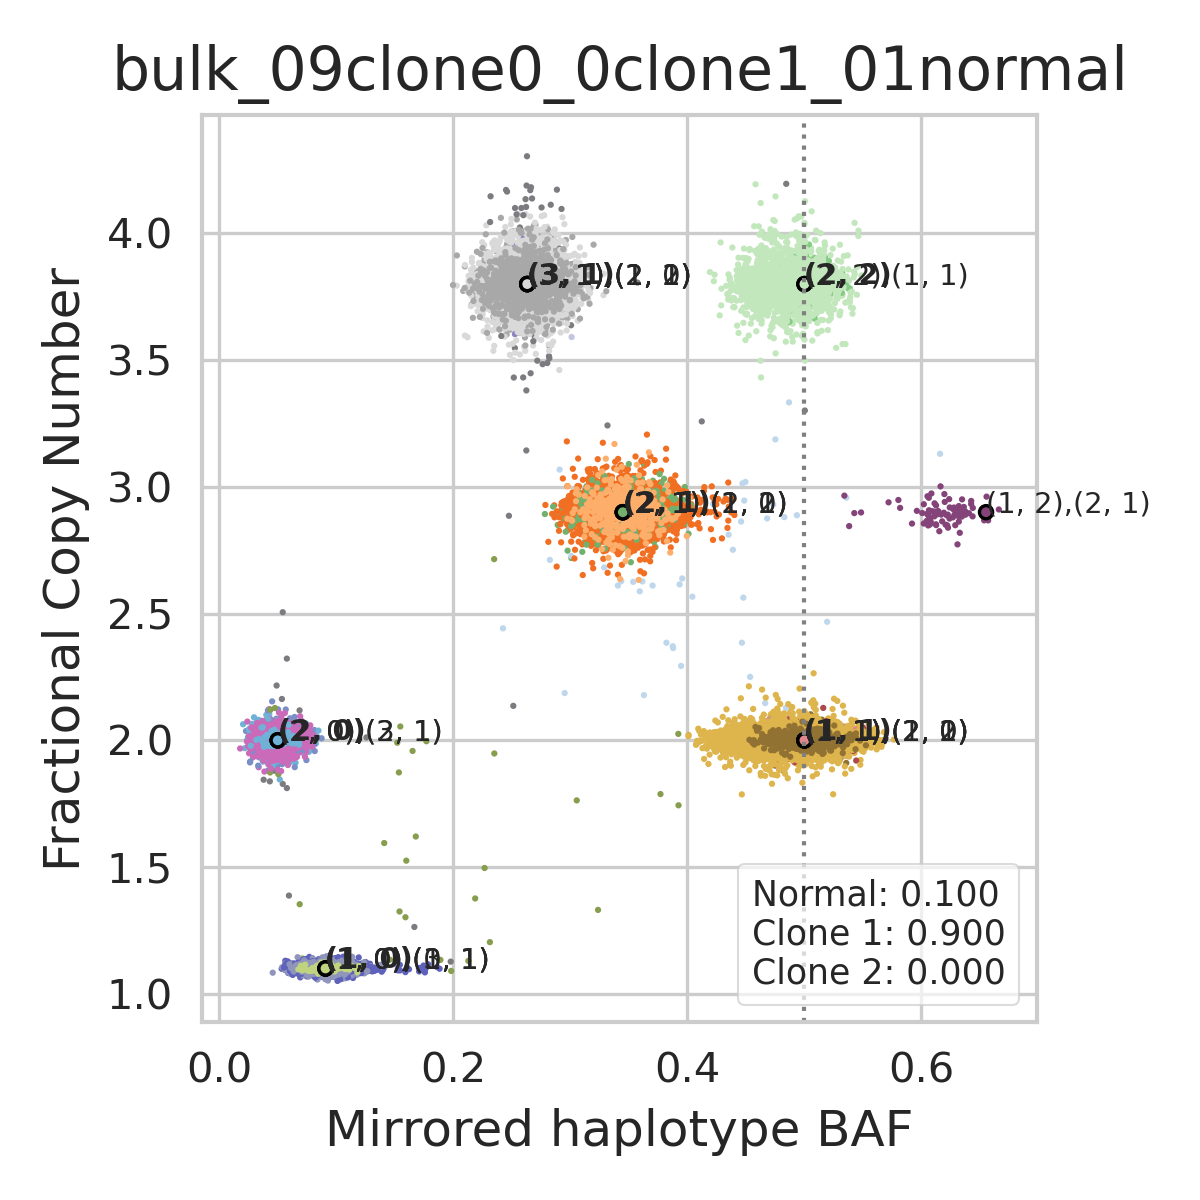 bulk_09clone0_0clone1_01normal
Fractional Copy Number
4.0
3.5
3.0
2.5
2.0
1.5
1.0
(3, 1)
(2, 2)
(1, 1)
(2, 1)
(1, 2),(2, 1)
(2, 0)
(1, 1)
(1, 0)
Normal: 0.100
Clone 1: 0.900
Clone 2: 0.000
0.0
0.2
0.4
0.6
Mirrored haplotype BAF